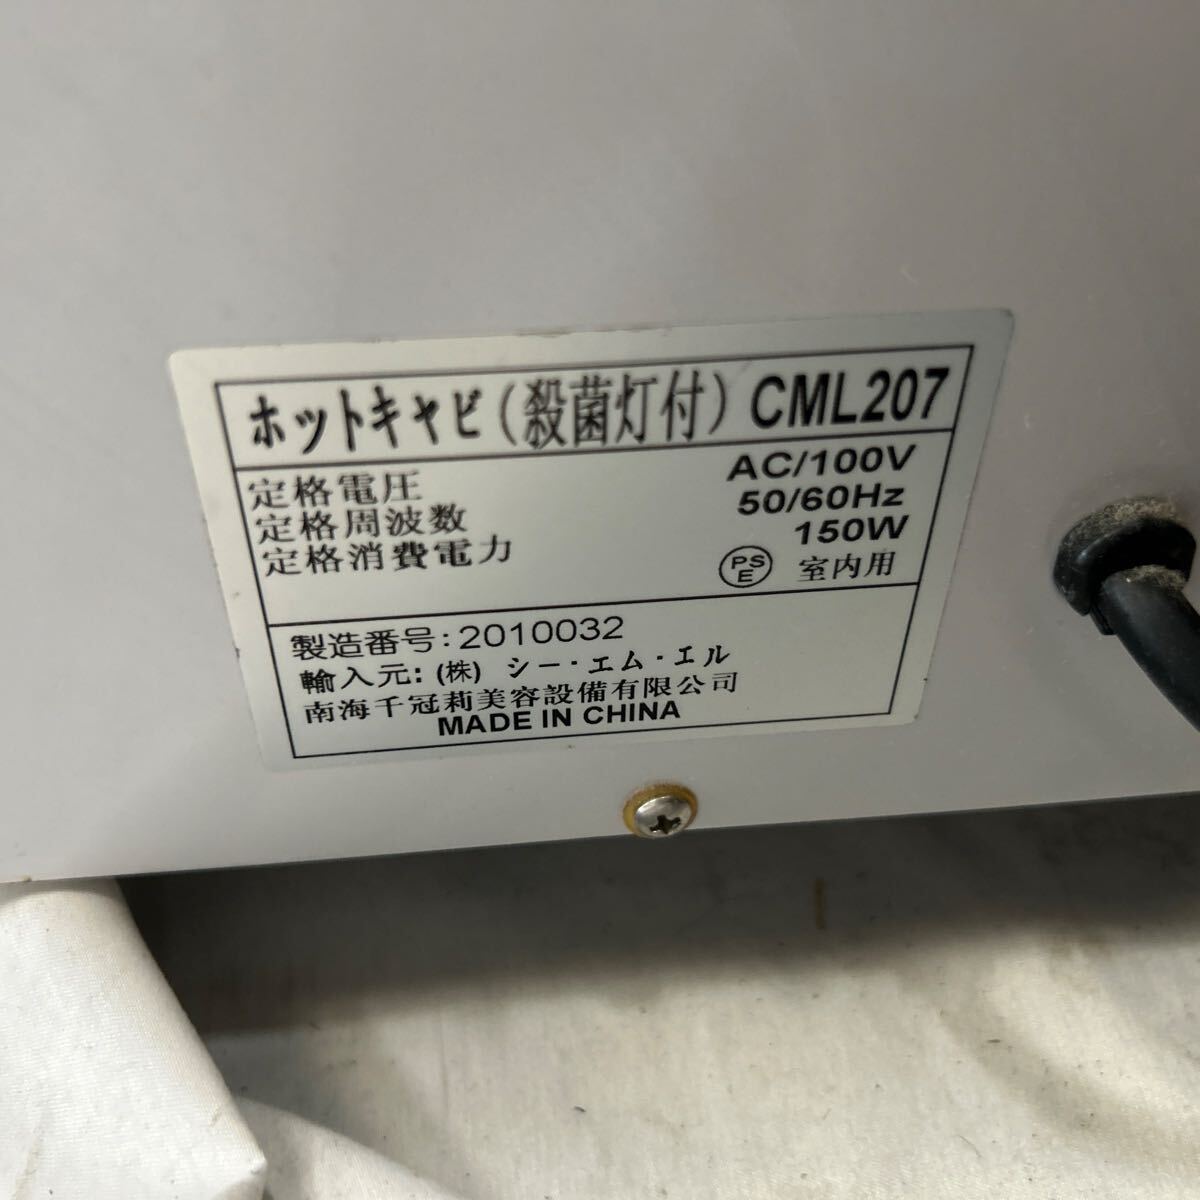 ホットキャビ(殺菌灯付) CML207
定格電圧 AC/100V
定格周波数 50/60Hz
定格消費電力 150W
PSE 室内用
製造番号:2010032
輸入元:(株) シー・エム・エル
南海千冠莉美容設備有限公司
MADE IN CHINA